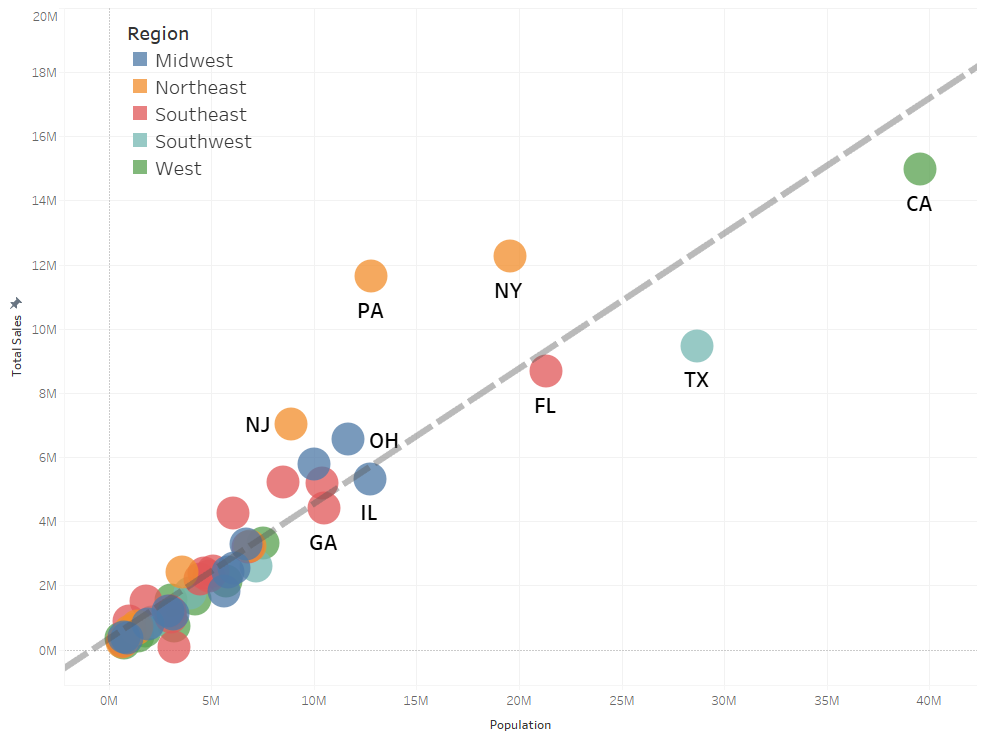 20M
Region
Midwest
18M
Northeast
Southeast
16M
Southwest
West
14M
CA
12M
PA
NY
10M
TX
8M
FL
NJ
OH
6M
IL
GA
4M
2M
0M
Total Sales
0M 5M 10M 15M 20M 25M 30M 35M 40M
Population